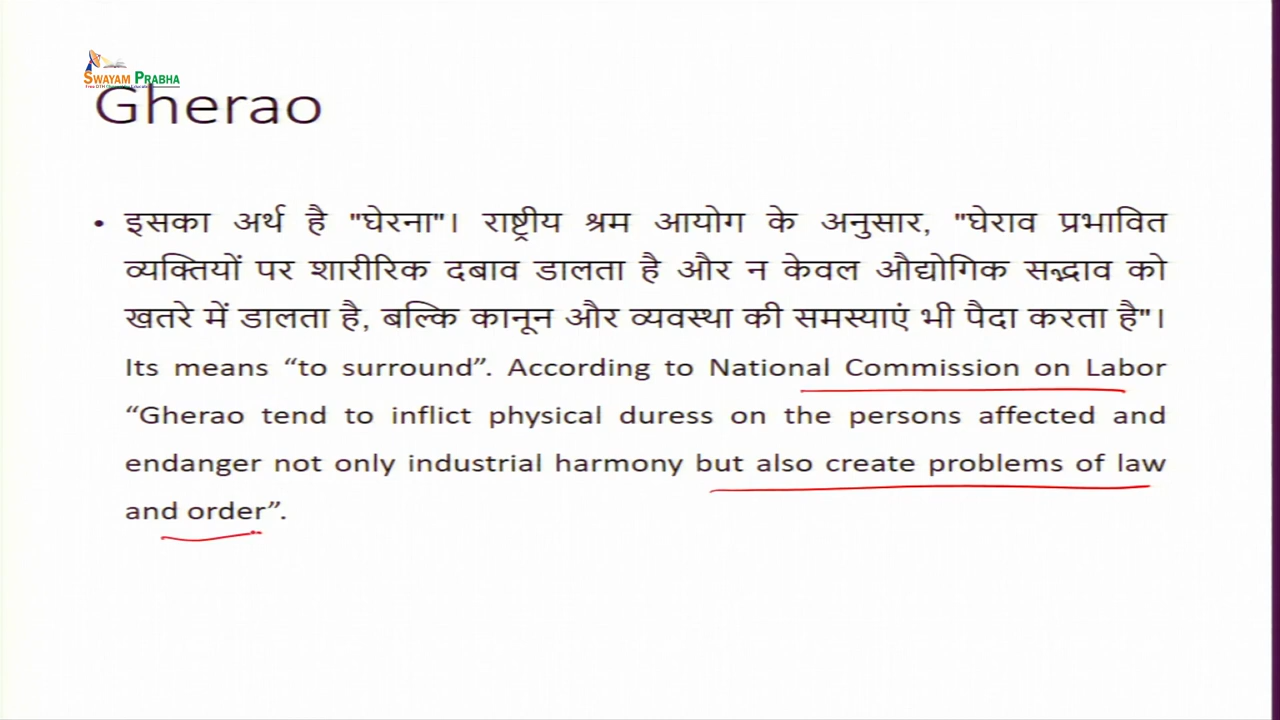 SWAYAM PRABHA
Gherao
• इसका अर्थ है "घेरना"। राष्ट्रीय श्रम आयोग के अनुसार, "घेराव प्रभावित
व्यक्तियों पर शारीरिक दबाव डालता है और न केवल औद्योगिक सद्भाव को
खतरे में डालता है, बल्कि कानून और व्यवस्था की समस्याएं भी पैदा करता है"।
Its means “to surround”. According to National Commission on Labor
“Gherao tend to inflict physical duress on the persons affected and
endanger not only industrial harmony but also create problems of law
and order”.